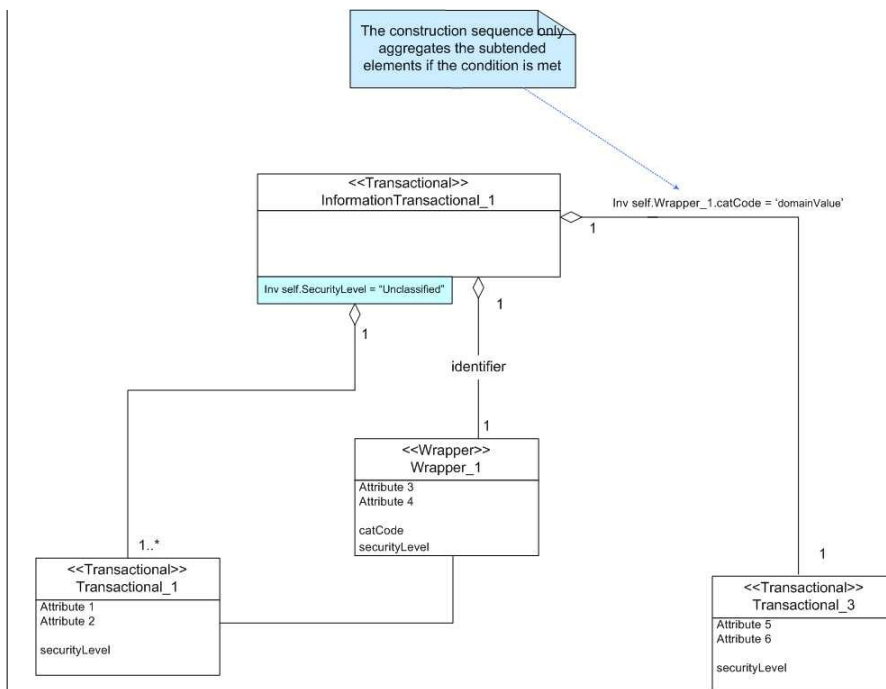 The construction sequence only
aggregates the subtended
elements if the condition is met
<<Transactional>>
InformationTransactional_1
Inv self.Wrapper_1.catCode = ‘domainValue’
1
Inv self.SecurityLevel = “Unclassified”
1
1
identifier
1
<<Wrapper>>
Wrapper_1
Attribute 3
Attribute 4
catCode
securityLevel
1..*
1
<<Transactional>>
Transactional_1
Attribute 1
Attribute 2
securityLevel
<<Transactional>>
Transactional_3
Attribute 5
Attribute 6
securityLevel